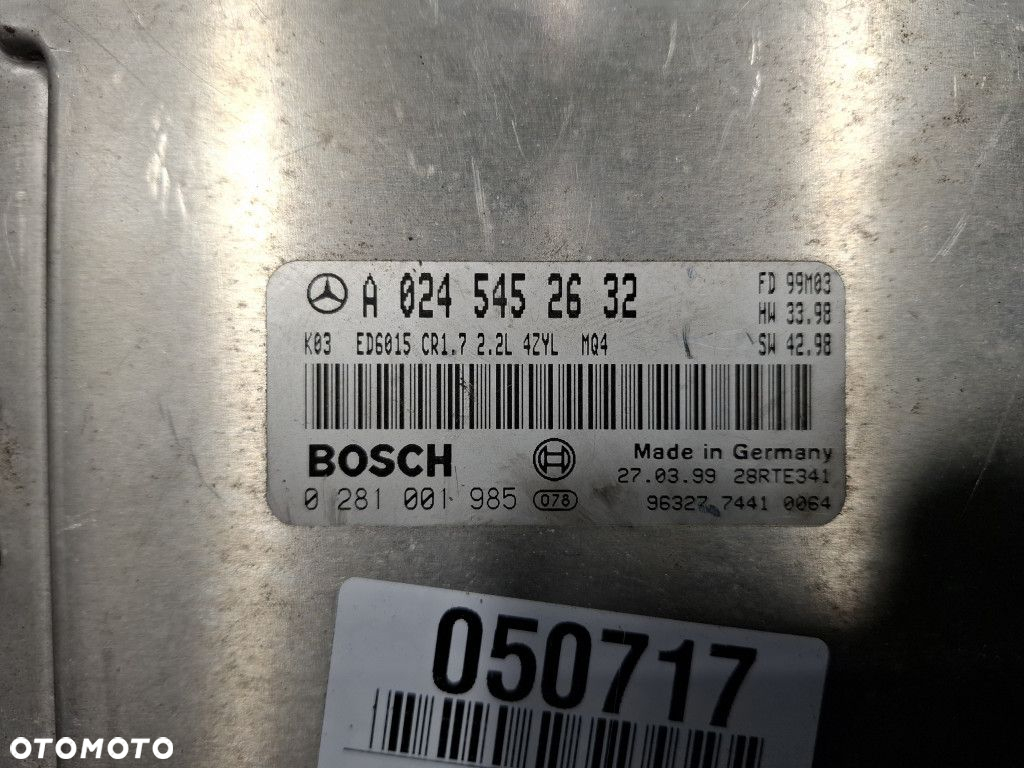 A 024 545 26 32
FD 99M03
HW 33.98
K03 ED6015 CR1.7 2.2L 4ZYL MQ4
SW 42.98
BOSCH
Made in Germany
27.03.99 28RTE341
0 281 001 985 078
96327 7441 0064
050717
OTOMOTO